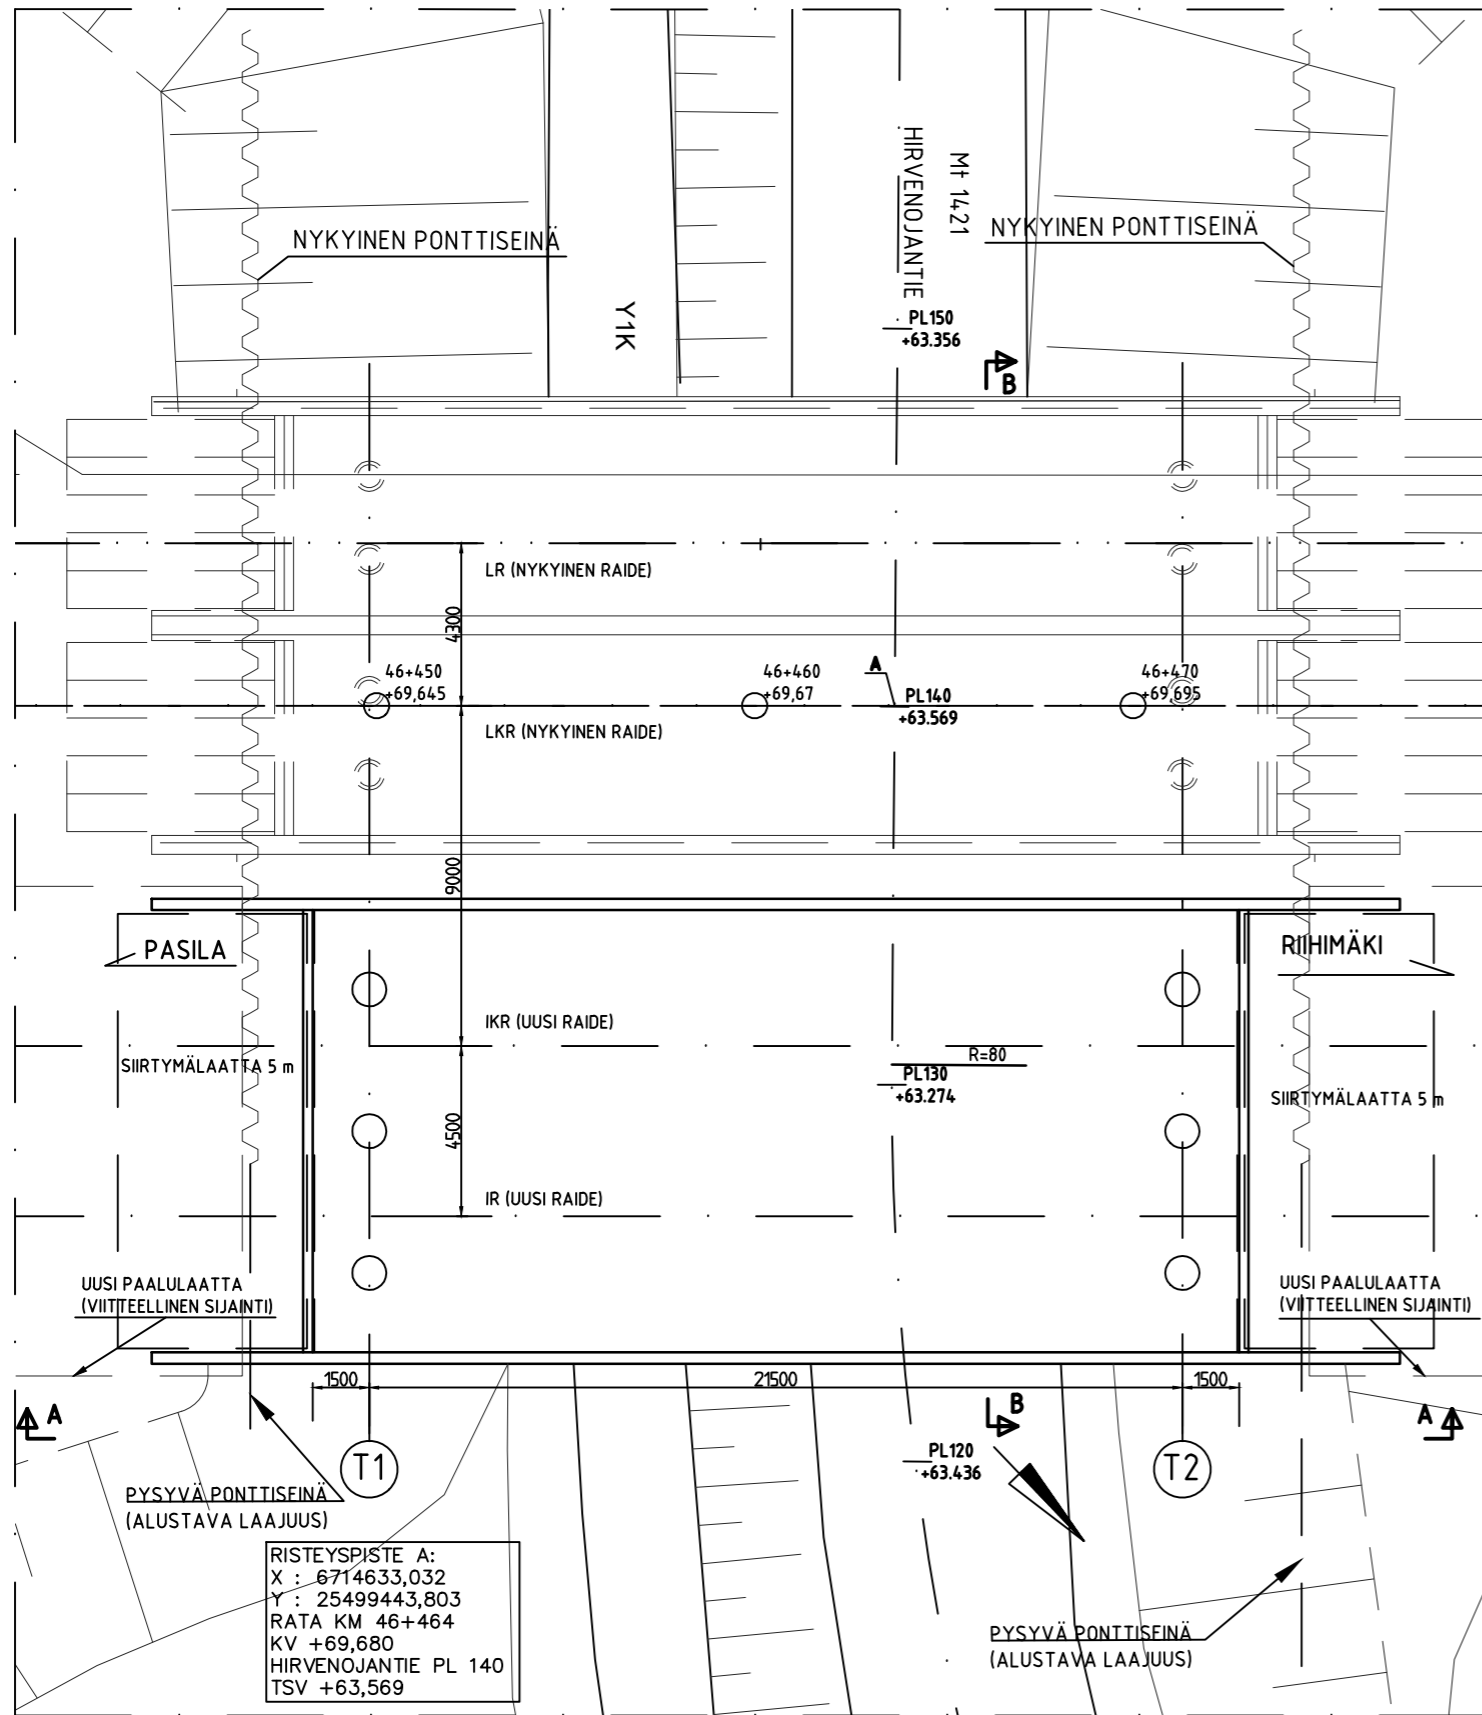 HIRVENOJANTIE
Mt 1421
NYKYINEN PONTTISEINÄ
NYKYINEN PONTTISEINÄ
Y1K
PL150
+63.356
B
LR (NYKYINEN RAIDE)
4300
46+450
+69,645
46+460
+69,67
A
PL140
+63.569
46+470
+69,695
LKR (NYKYINEN RAIDE)
9000
PASILA
RIIHIMÄKI
IKR (UUSI RAIDE)
R=80
SIIRTYMÄLAATTA 5 m
PL130
+63.274
SIIRTYMÄLAATTA 5 m
4500
IR (UUSI RAIDE)
UUSI PAALULAATTA
(VIITTEELLINEN SIJAINTI)
UUSI PAALULAATTA
(VIITTEELLINEN SIJAINTI)
1500
21500
1500
A
B
A
T1
PL120
+63.436
T2
PYSYVÄ PONTTISEINÄ
(ALUSTAVA LAAJUUS)
RISTEYSPISTE A:
X : 6714633,032
Y : 25499443,803
RATA KM 46+464
KV +69,680
HIRVENOJANTIE PL 140
TSV +63,569
PYSYVÄ PONTTISEINÄ
(ALUSTAVA LAAJUUS)